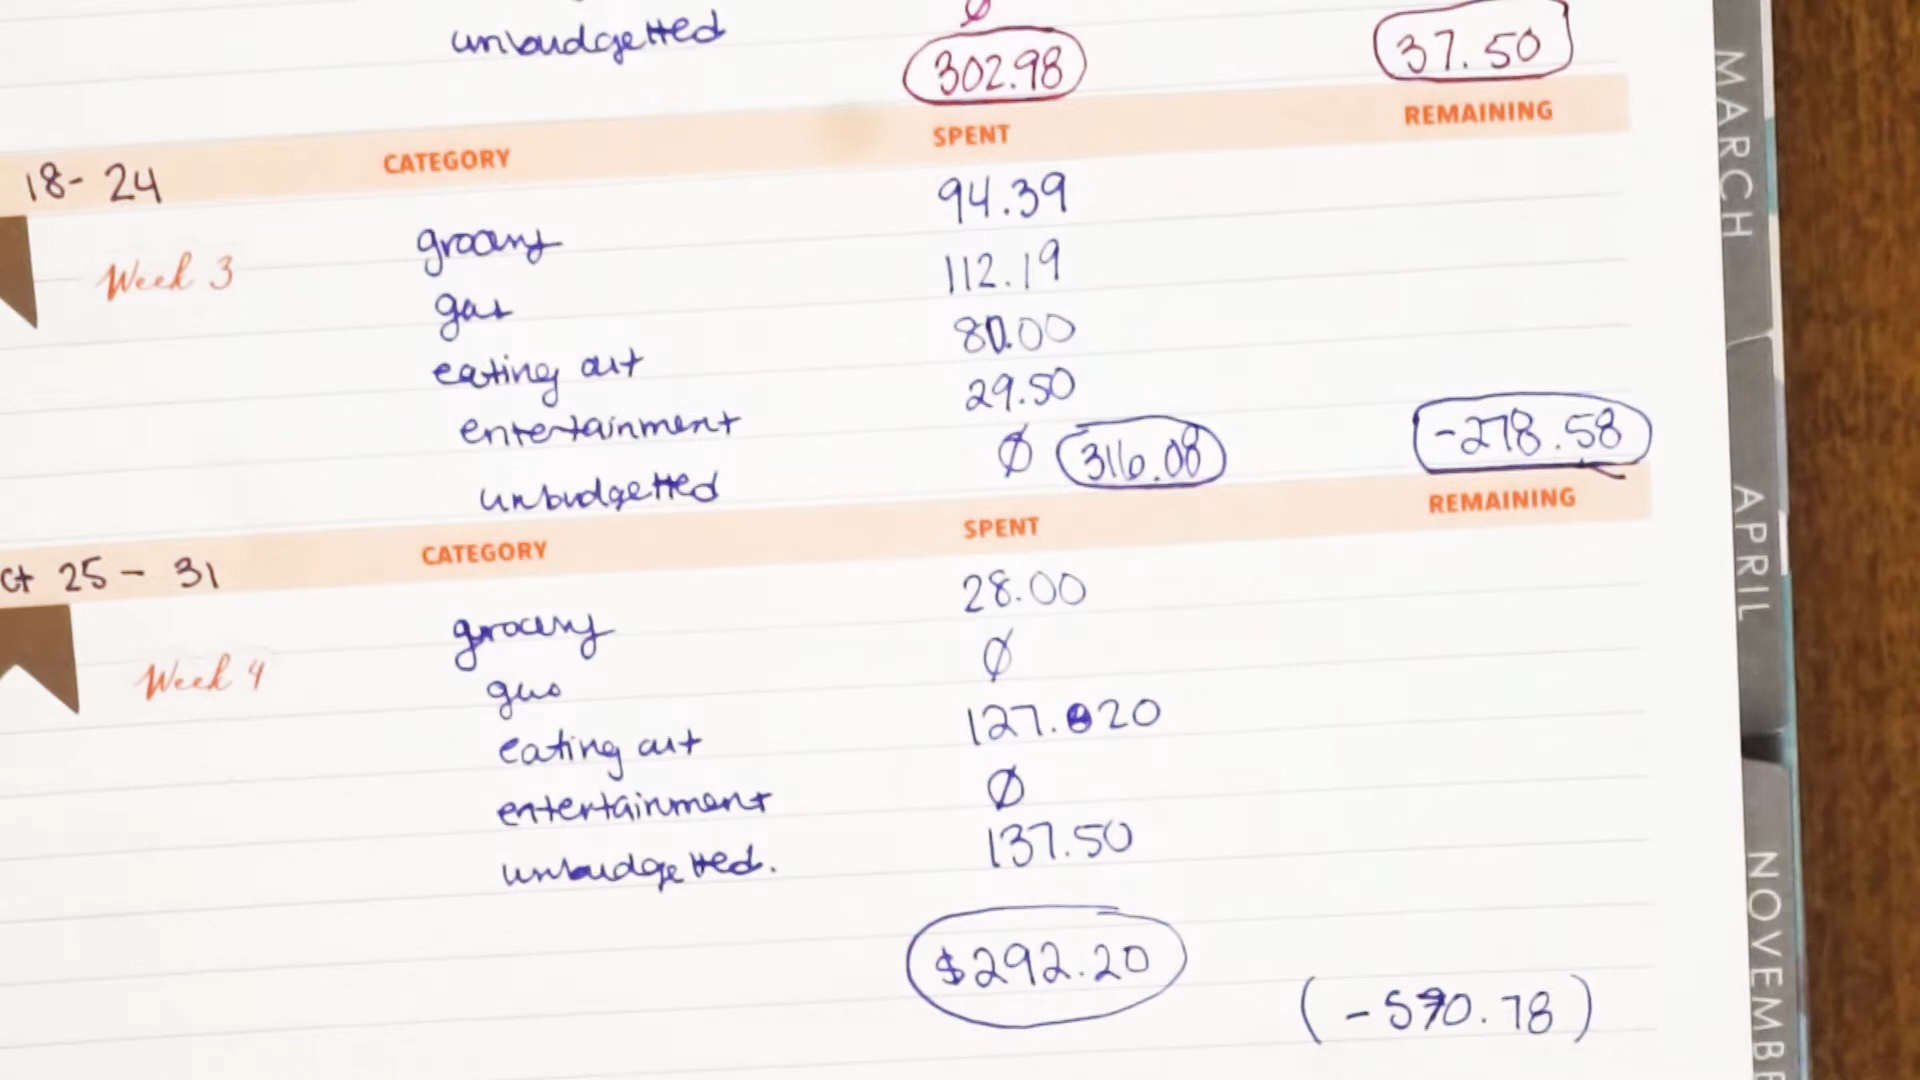 unbudgetted
Ø
302.98
37.50
18-24 CATEGORY SPENT REMAINING
Week 3
grocery 94.39
gas 112.19
eating out 80.00
entertainment 29.50
unbudgetted Ø 316.08 -278.58
ct 25-31 CATEGORY SPENT REMAINING
Week 4
grocery 28.00
gas Ø
eating out 127.20
entertainment Ø
unbudgetted. 137.50
$292.20
(-570.78)
MARCH
APRIL
NOVEMBE